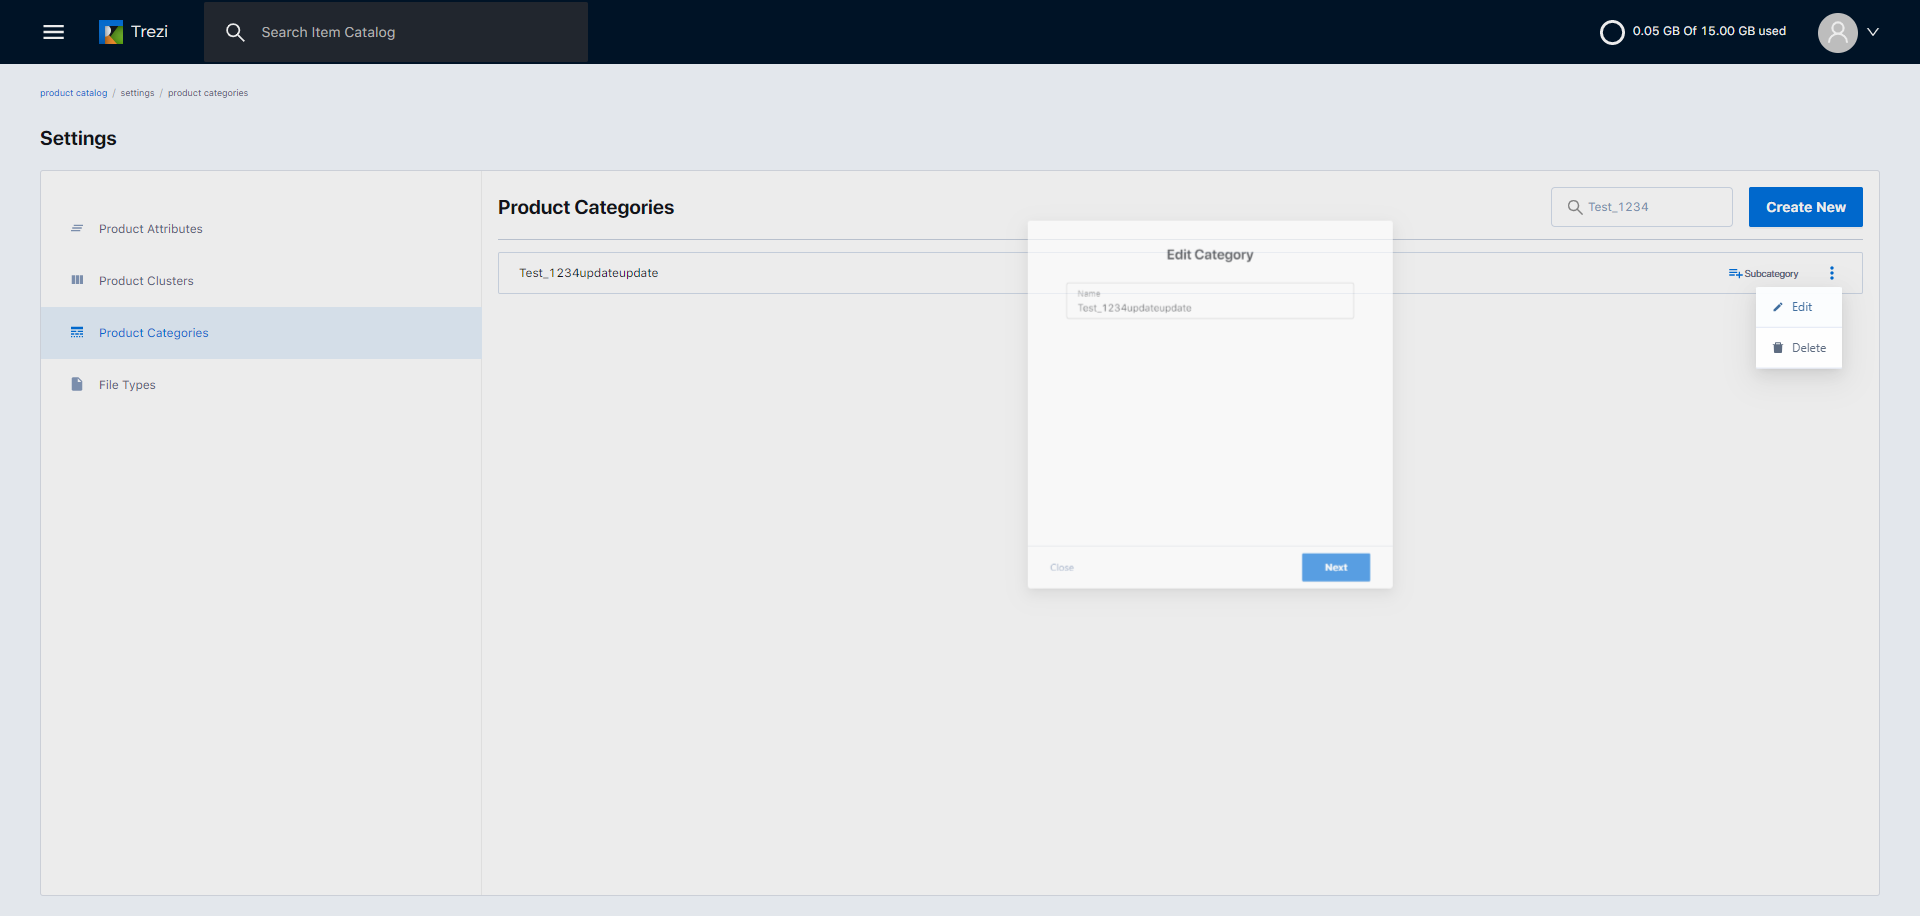 Trezi
Search Item Catalog
0.05 GB Of 15.00 GB used
product catalog / settings / product categories
Settings
Product Attributes
Product Clusters
Product Categories
File Types
Product Categories
Test_1234
Create New
Test_1234updateupdate
Subcategory
Edit
Delete
Edit Category
Name
Test_1234updateupdate
Close
Next